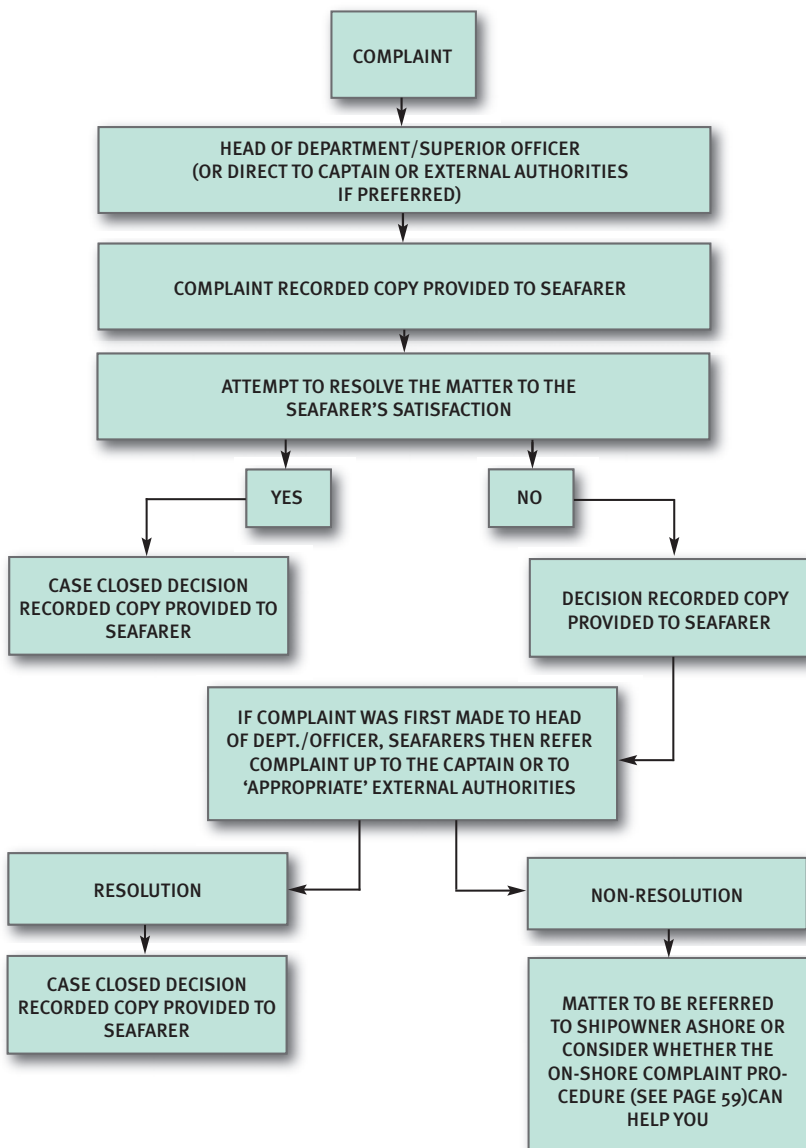 COMPLAINT
HEAD OF DEPARTMENT/SUPERIOR OFFICER
(OR DIRECT TO CAPTAIN OR EXTERNAL AUTHORITIES
IF PREFERRED)
COMPLAINT RECORDED COPY PROVIDED TO SEAFARER
ATTEMPT TO RESOLVE THE MATTER TO THE
SEAFARER’S SATISFACTION
YES
NO
CASE CLOSED DECISION
RECORDED COPY PROVIDED TO
SEAFARER
DECISION RECORDED COPY
PROVIDED TO SEAFARER
IF COMPLAINT WAS FIRST MADE TO HEAD
OF DEPT./OFFICER, SEAFARERS THEN REFER
COMPLAINT UP TO THE CAPTAIN OR TO
‘APPROPRIATE’ EXTERNAL AUTHORITIES
RESOLUTION
NON-RESOLUTION
CASE CLOSED DECISION
RECORDED COPY PROVIDED TO
SEAFARER
MATTER TO BE REFERRED
TO SHIPOWNER ASHORE OR
CONSIDER WHETHER THE
ON-SHORE COMPLAINT PRO-
CEDURE (SEE PAGE 59)CAN
HELP YOU